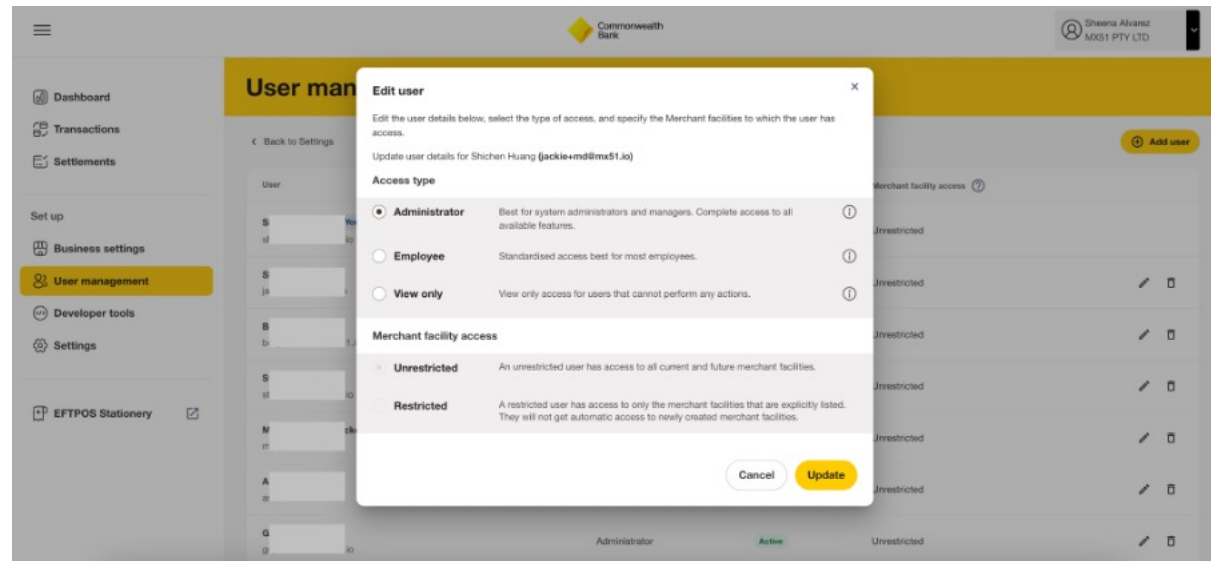 Commonwealth
Bank
Sheena Alvarez
MX51 PTY LTD
Dashboard
Transactions
Settlements
Set up
Business settings
User management
Developer tools
Settings
EFTPOS Stationery
User man
Back to Settings
Add user
User
Merchant facility access
S
You
Unrestricted
S
ja
Unrestricted
B
Unrestricted
S
io
Unrestricted
M
Unrestricted
A
Unrestricted
G
io
Administrator
Active
Unrestricted
Edit user
Edit the user details below, select the type of access, and specify the Merchant facilities to which the user has
access.
Update user details for Shichen Huang (jackie+md@mx51.io)
Access type
Administrator
Best for system administrators and managers. Complete access to all
available features.
Employee
Standardised access best for most employees.
View only
View only access for users that cannot perform any actions.
Merchant facility access
Unrestricted
An unrestricted user has access to all current and future merchant facilities.
Restricted
A restricted user has access to only the merchant facilities that are explicitly listed.
They will not get automatic access to newly created merchant facilities.
Cancel
Update